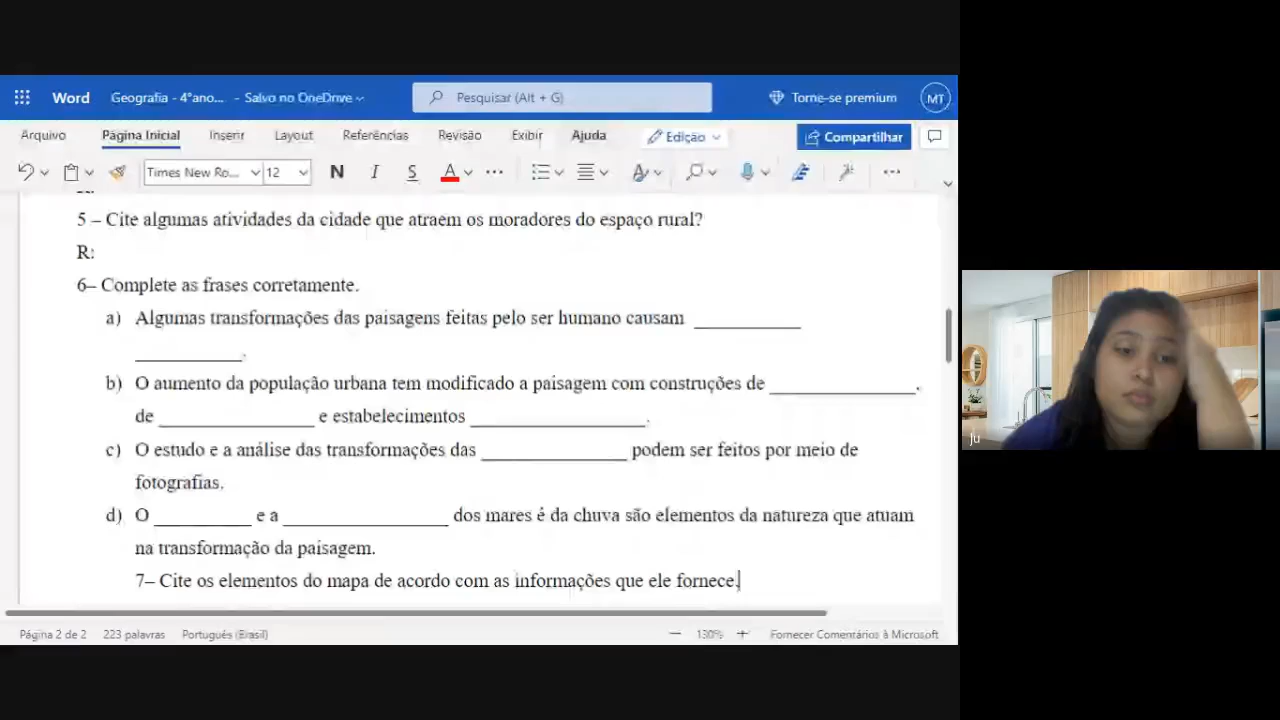 Word Geografia - 4ºano... - Salvo no OneDrive Pesquisar (Alt + G) Torne-se premium MT
Arquivo Página Inicial Inserir Layout Referências Revisão Exibir Ajuda Edição Compartilhar
Times New Ro... 12 N I S A
5 – Cite algumas atividades da cidade que atraem os moradores do espaço rural?
R:
6– Complete as frases corretamente.
a) Algumas transformações das paisagens feitas pelo ser humano causam ___________
___________.
b) O aumento da população urbana tem modificado a paisagem com construções de _______________,
de ________________ e estabelecimentos __________________.
c) O estudo e a análise das transformações das _______________ podem ser feitos por meio de
fotografias.
d) O __________ e a _________________ dos mares é da chuva são elementos da natureza que atuam
na transformação da paisagem.
7– Cite os elementos do mapa de acordo com as informações que ele fornece.
Página 2 de 2 223 palavras Português (Brasil) 130% Fornecer Comentários à Microsoft
Ju